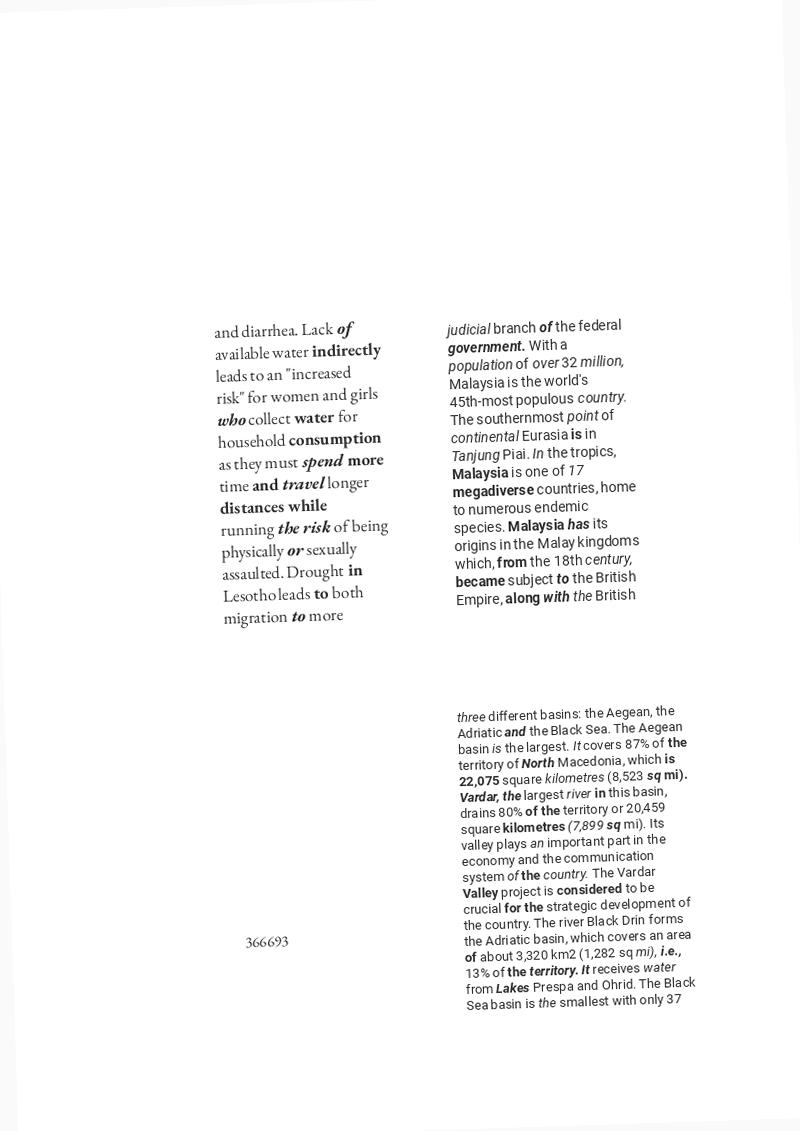 and diarrhea. Lack of
available water indirectly
leads to an "increased
risk" for women and girls
who collect water for
household consumption
as they must spend more
time and travel longer
distances while
running the risk of being
physically or sexually
assaulted. Drought in
Lesotho leads to both
migration to more
366693
judicial branch of the federal
government. With a
population of over 32 million,
Malaysia is the world's
45th-most populous country.
The southernmost point of
continental Eurasia is in
Tanjung Piai. In the tropics,
Malaysia is one of 17
megadiverse countries, home
to numerous endemic
species. Malaysia has its
origins in the Malay kingdoms
which, from the 18th century,
became subject to the British
Empire, along with the British
three different basins: the Aegean, the
Adriatic and the Black Sea. The Aegean
basin is the largest. It covers 87% of the
territory of North Macedonia, which is
22,075 square kilometres (8,523 sq mi).
Vardar, the largest river in this basin,
drains 80% of the territory or 20,459
square kilometres (7,899 sq mi). Its
valley plays an important part in the
economy and the communication
system of the country. The Vardar
Valley project is considered to be
crucial for the strategic development of
the country. The river Black Drin forms
the Adriatic basin, which covers an area
of about 3,320 km2 (1,282 sq mi), i.e.,
13% of the territory. It receives water
from Lakes Prespa and Ohrid. The Black
Sea basin is the smallest with only 37